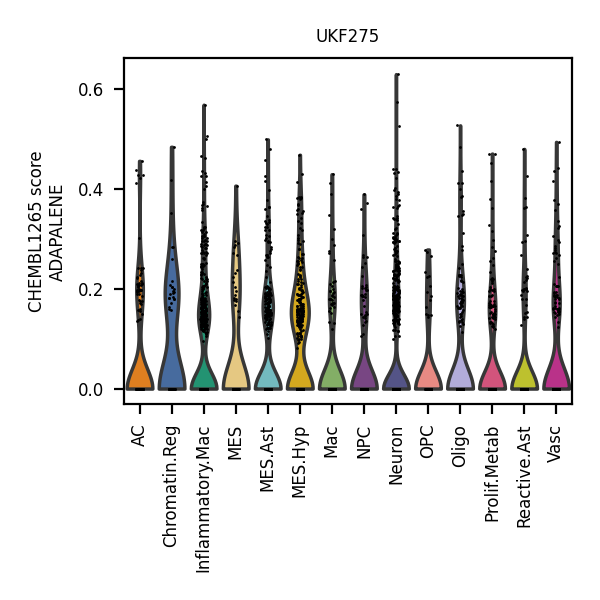 UKF275
CHEMBL1265 score
ADAPALENE
0.6
0.4
0.2
0.0
AC
Chromatin.Reg
Inflammatory.Mac
MES
MES.Ast
MES.Hyp
Mac
NPC
Neuron
OPC
Oligo
Prolif.Metab
Reactive.Ast
Vasc